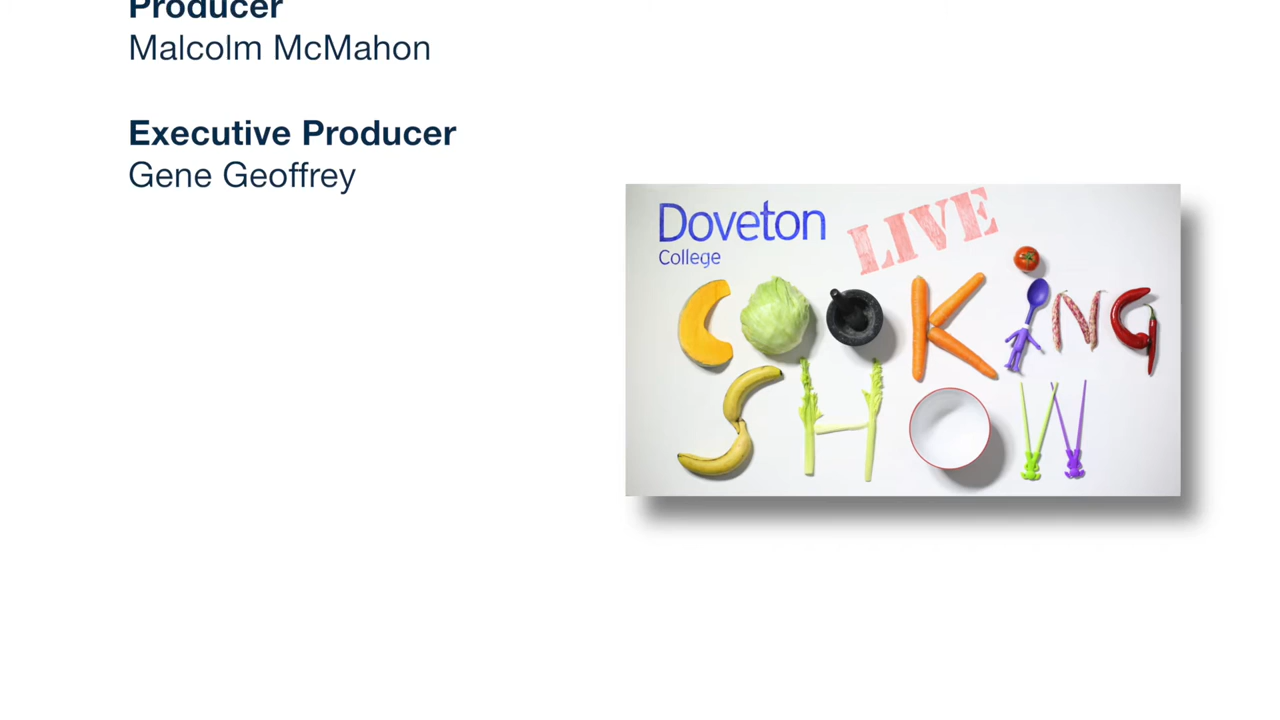 Producer
Malcolm McMahon
Executive Producer
Gene Geoffrey
Doveton
College
LIVE
COOKiNG
SHOW